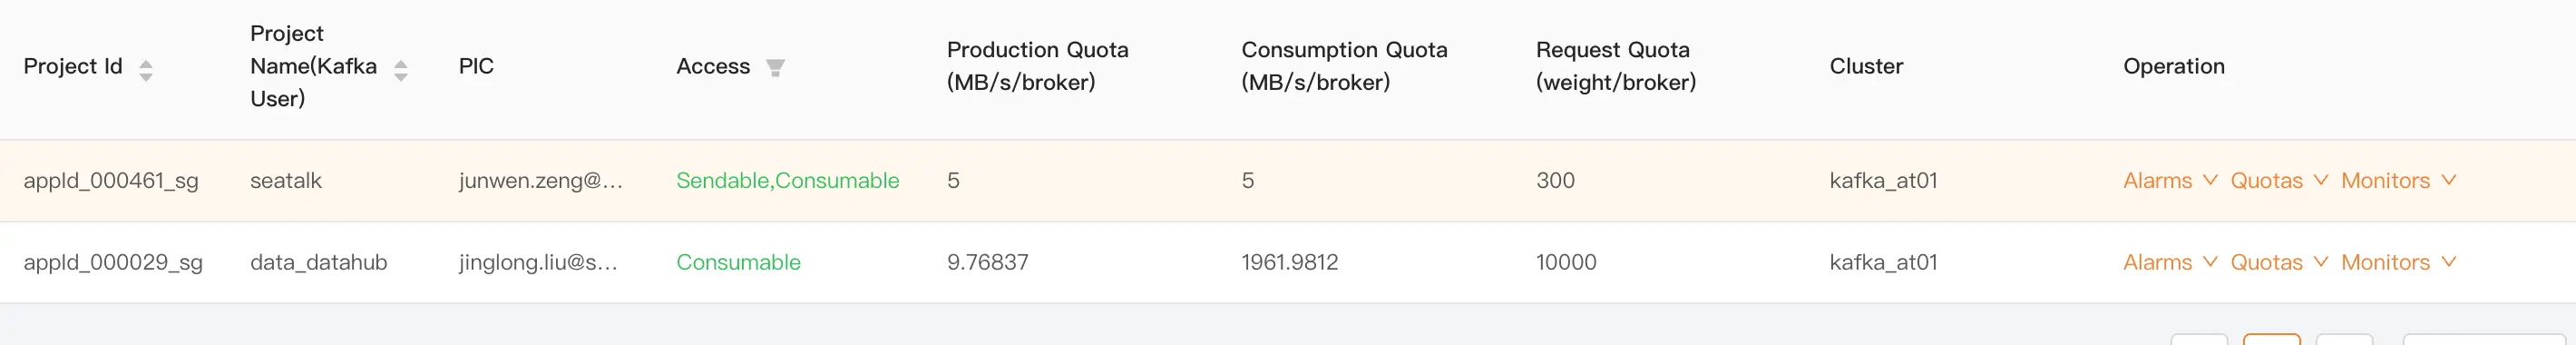 Project Id
Project
Name(Kafka
User)
PIC
Access
Production Quota
(MB/s/broker)
Consumption Quota
(MB/s/broker)
Request Quota
(weight/broker)
Cluster
Operation
appId_000461_sg seatalk junwen.zeng@... Sendable,Consumable 5 5 300 kafka_at01 Alarms Quotas Monitors
appId_000029_sg data_datahub jinglong.liu@s... Consumable 9.76837 1961.9812 10000 kafka_at01 Alarms Quotas Monitors